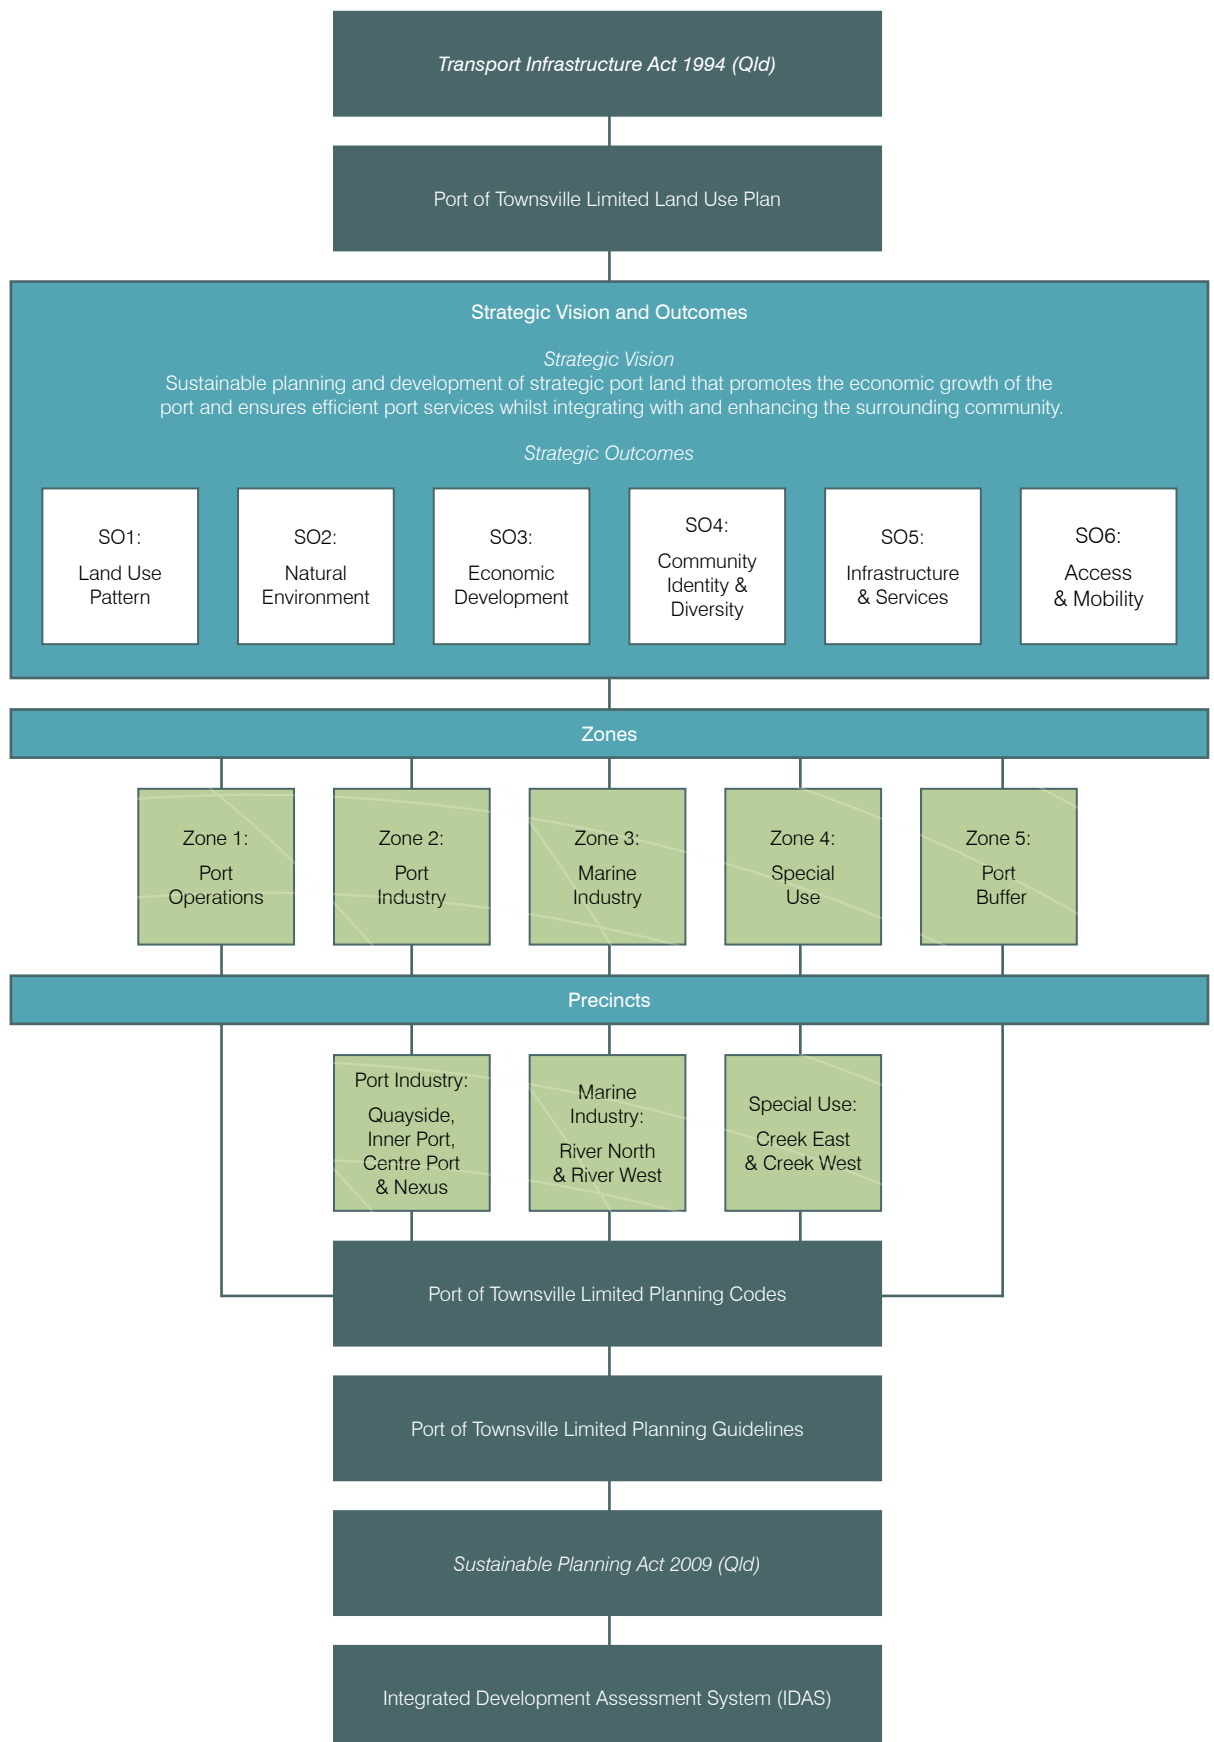 Transport Infrastructure Act 1994 (Qld)
Port of Townsville Limited Land Use Plan
Strategic Vision and Outcomes
Strategic Vision
Sustainable planning and development of strategic port land that promotes the economic growth of the
port and ensures efficient port services whilst integrating with and enhancing the surrounding community.
Strategic Outcomes
SO1:
Land Use
Pattern
SO2:
Natural
Environment
SO3:
Economic
Development
SO4:
Community
Identity &
Diversity
SO5:
Infrastructure
& Services
SO6:
Access
& Mobility
Zones
Zone 1:
Port
Operations
Zone 2:
Port
Industry
Zone 3:
Marine
Industry
Zone 4:
Special
Use
Zone 5:
Port
Buffer
Precincts
Port Industry:
Quayside,
Inner Port,
Centre Port
& Nexus
Marine
Industry:
River North
& River West
Special Use:
Creek East
& Creek West
Port of Townsville Limited Planning Codes
Port of Townsville Limited Planning Guidelines
Sustainable Planning Act 2009 (Qld)
Integrated Development Assessment System (IDAS)